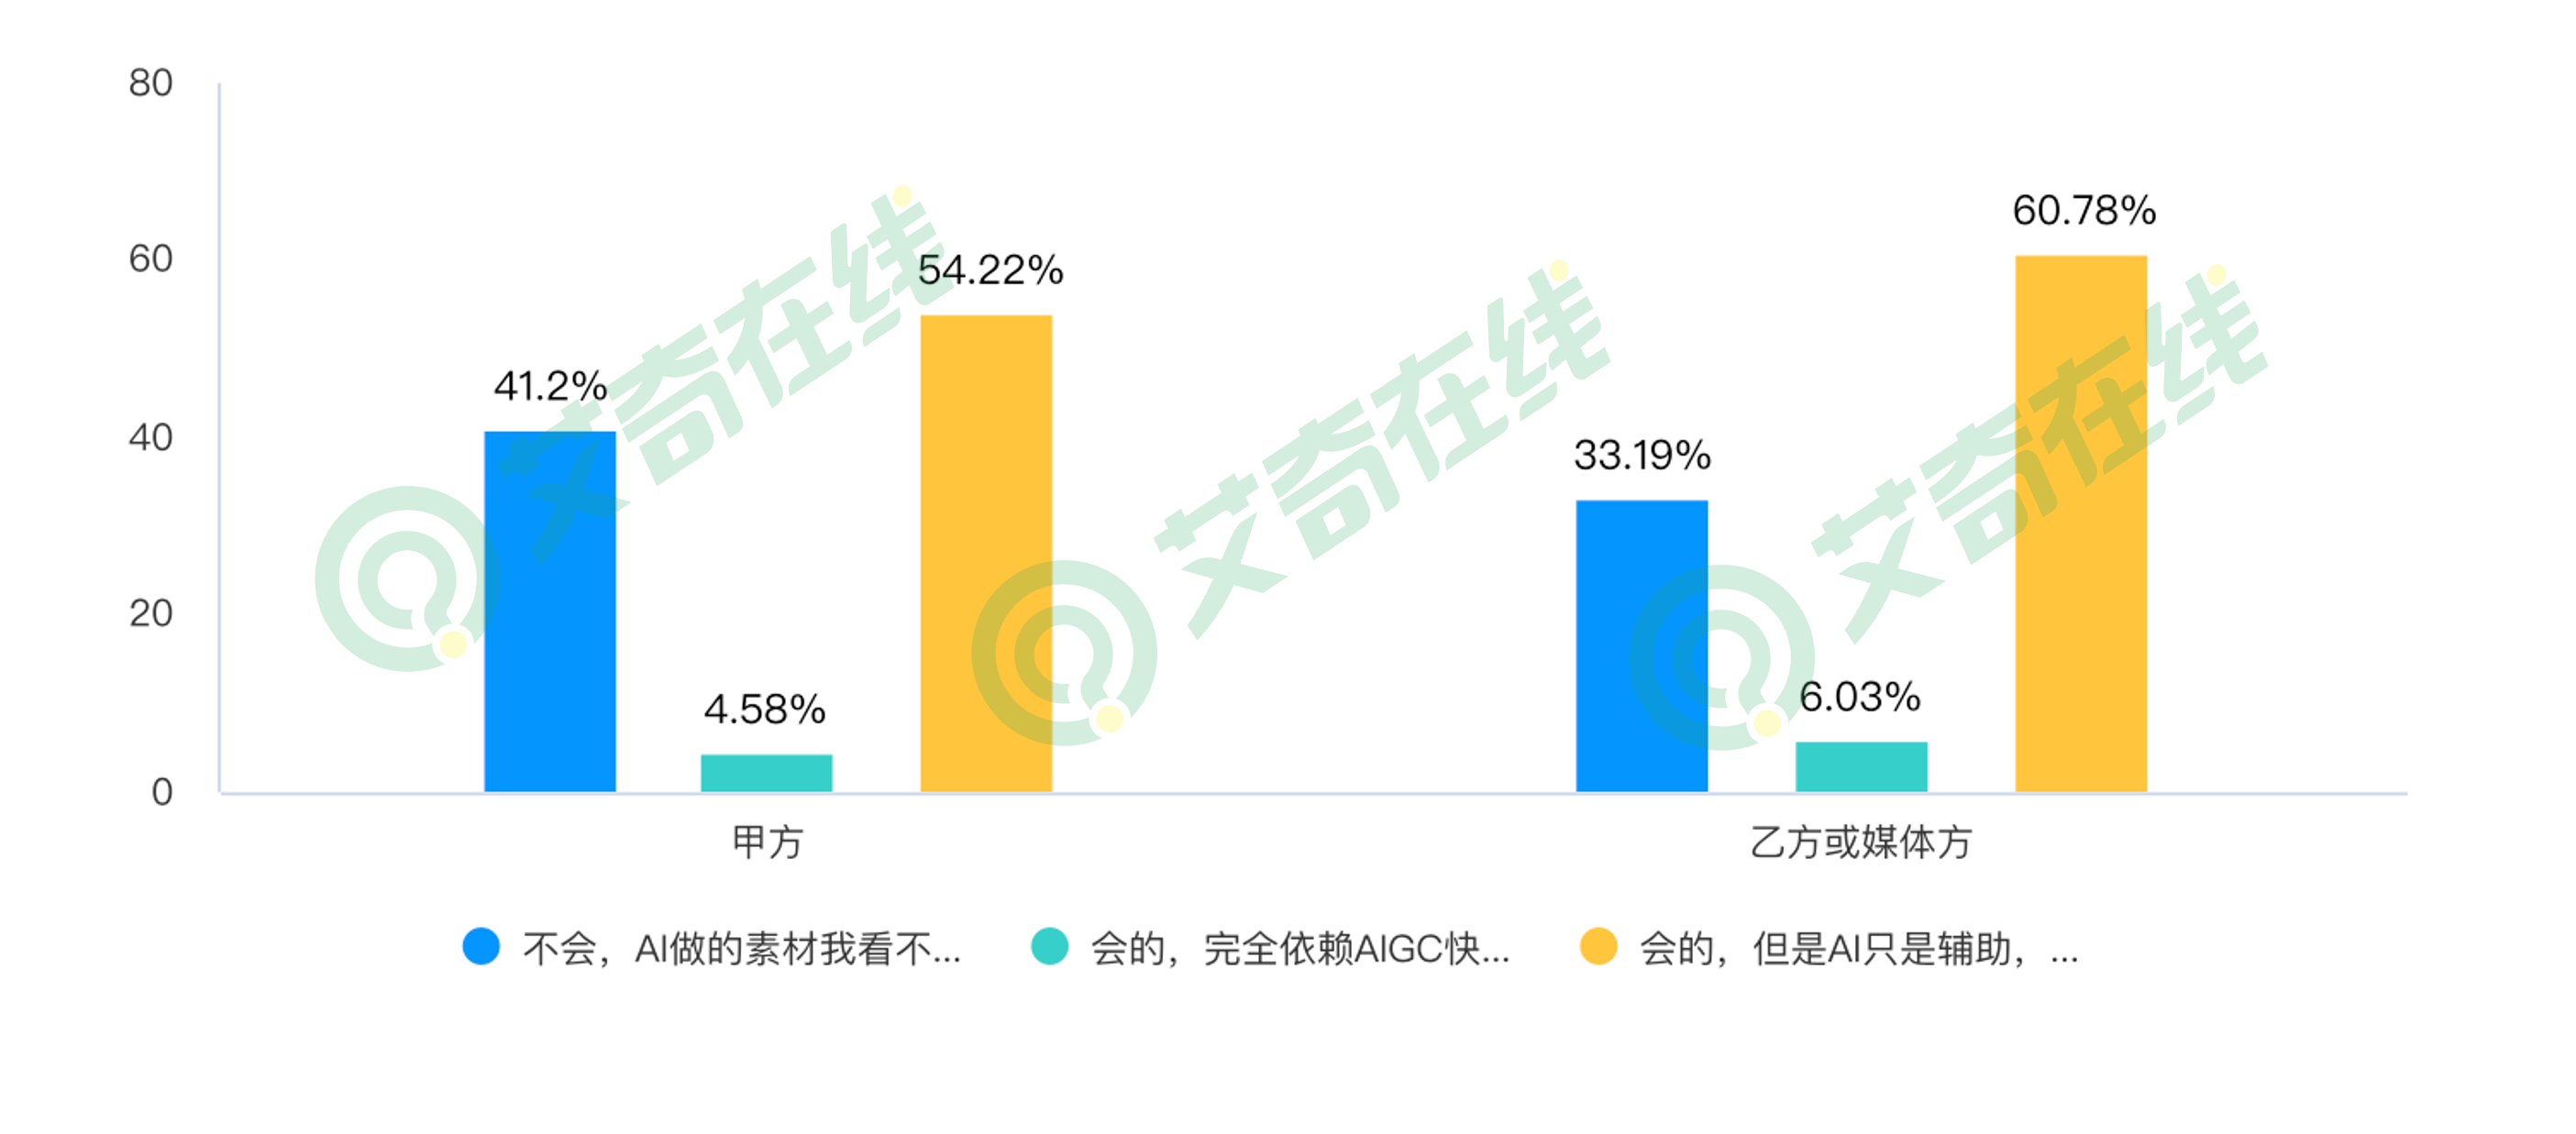 80
60
40
20
0
41.2%
4.58%
54.22%
33.19%
6.03%
60.78%
甲方
乙方或媒体方
不会，AI做的素材我看不...
会的，完全依赖AIGC快...
会的，但是AI只是辅助，...
艾奇在线
艾奇在线
艾奇在线